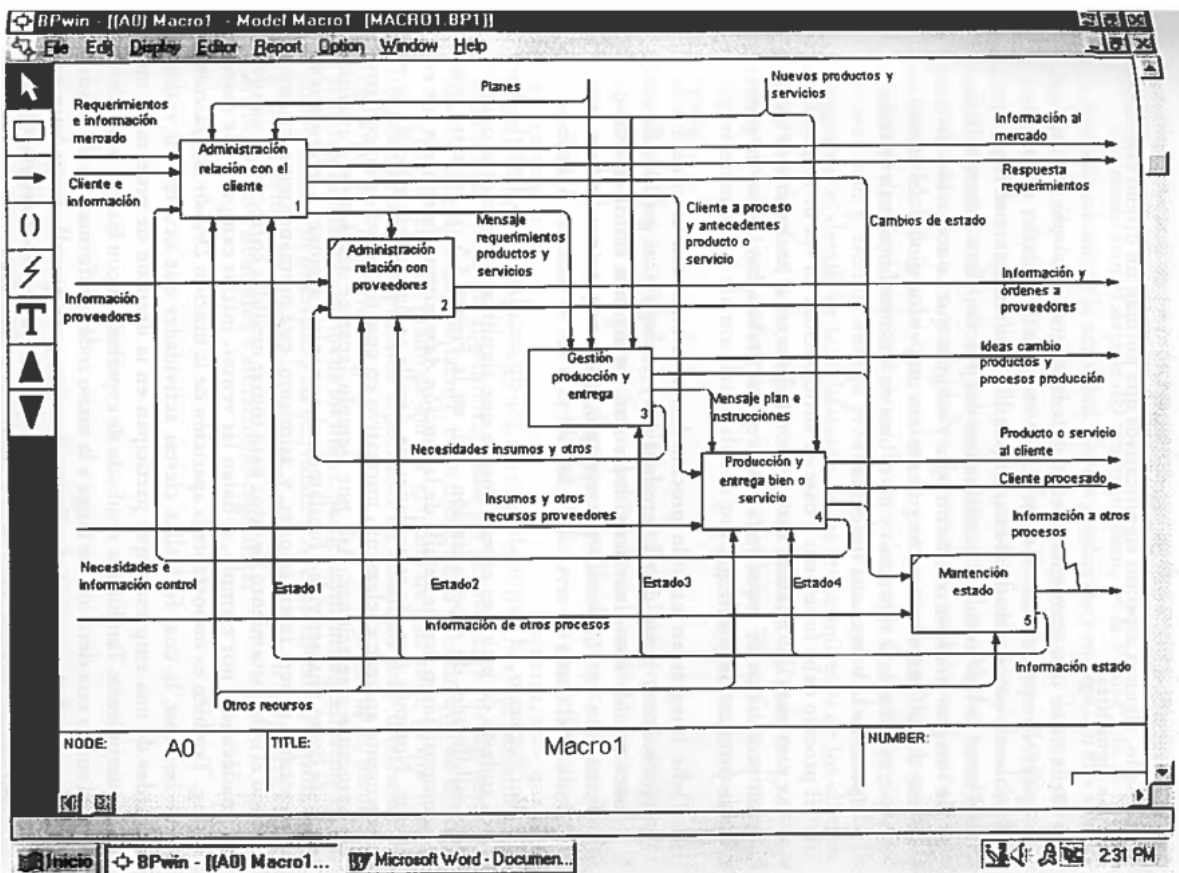 BPwin - [(A0) Macro1 - Model Macro1 [MACRO1.BP1]]
File Edit Display Editor Report Option Window Help
Planes
Nuevos productos y
servicios
Requerimientos
e información
mercado
Información al
mercado
Administración
relación con el
cliente
1
Respuesta
requerimientos
Cliente e
información
Mensaje
requerimientos
productos
y servicios
Cliente a proceso
y antecedentes
producto o
servicio
Cambios de estado
Administración
relación con
proveedores
2
Información
proveedores
Información y
órdenes a
proveedores
Gestión
producción y
entrega
3
Ideas cambio
productos y
procesos producción
Mensaje plan e
instrucciones
Necesidades insumos y otros
Producción y
entrega bien o
servicio
4
Producto o servicio
al cliente
Cliente procesado
Insumos y otros
recursos proveedores
Información a otros
procesos
Necesidades e
información control
Estado1
Estado2
Estado3
Estado4
Mantención
estado
5
Información de otros procesos
Información estado
Otros recursos
NODE: A0
TITLE: Macro1
NUMBER:
Inicio
BPwin - [(A0) Macro1...
Microsoft Word - Documen...
2:31 PM